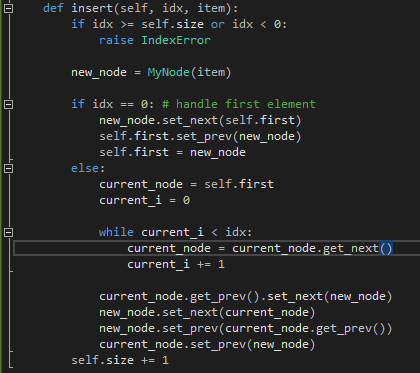 def insert(self, idx, item):
    if idx >= self.size or idx < 0:
        raise IndexError

    new_node = MyNode(item)

    if idx == 0: # handle first element
        new_node.set_next(self.first)
        self.first.set_prev(new_node)
        self.first = new_node
    else:
        current_node = self.first
        current_i = 0

        while current_i < idx:
            current_node = current_node.get_next()
            current_i += 1

        current_node.get_prev().set_next(new_node)
        new_node.set_next(current_node)
        new_node.set_prev(current_node.get_prev())
        current_node.set_prev(new_node)
    self.size += 1